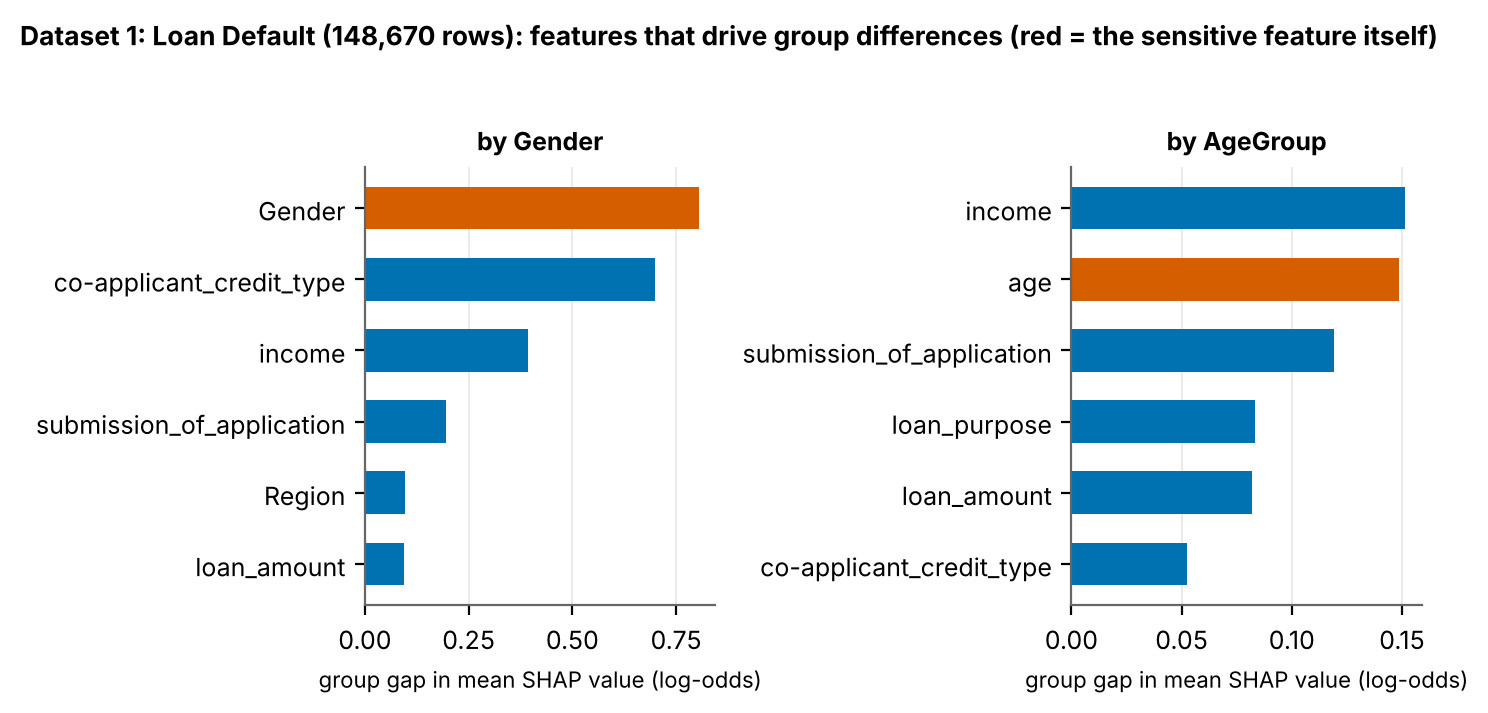 Dataset 1: Loan Default (148,670 rows): features that drive group differences (red = the sensitive feature itself)
by Gender
Gender
co-applicant_credit_type
income
submission_of_application
Region
loan_amount
0.00 0.25 0.50 0.75
group gap in mean SHAP value (log-odds)
by AgeGroup
income
age
submission_of_application
loan_purpose
loan_amount
co-applicant_credit_type
0.00 0.05 0.10 0.15
group gap in mean SHAP value (log-odds)